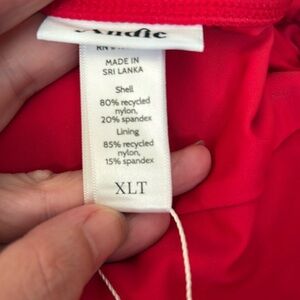 Andie
RN
MADE IN
SRI LANKA
Shell
80% recycled
nylon,
20% spandex
Lining
85% recycled
nylon,
15% spandex
XLT